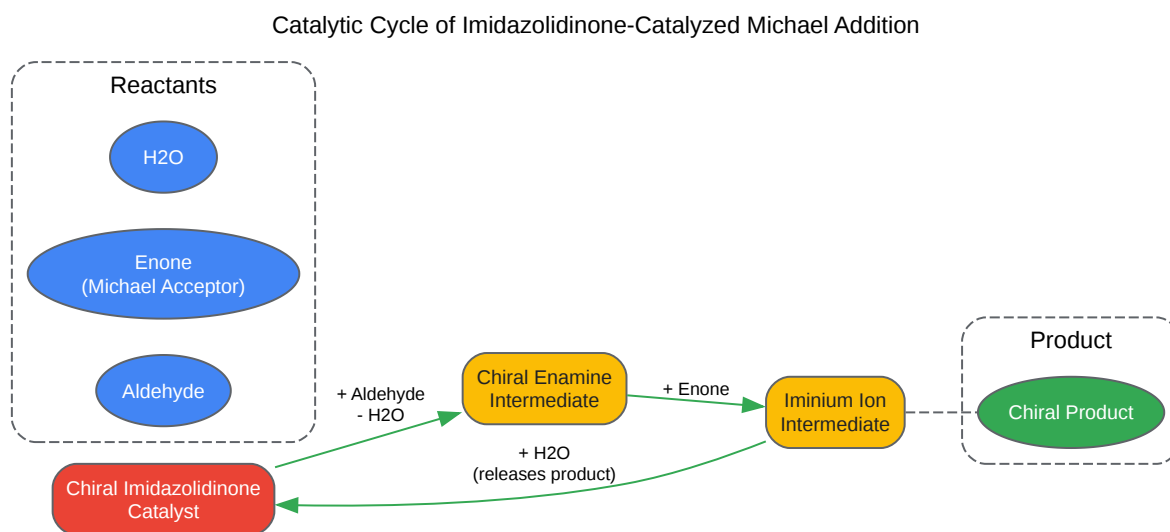 Catalytic Cycle of Imidazolidinone-Catalyzed Michael Addition
Reactants
H2O
Enone
(Michael Acceptor)
Aldehyde
Chiral Imidazolidinone
Catalyst
+ Aldehyde
- H2O
Chiral Enamine
Intermediate
+ Enone
Iminium Ion
Intermediate
+ H2O
(releases product)
Product
Chiral Product